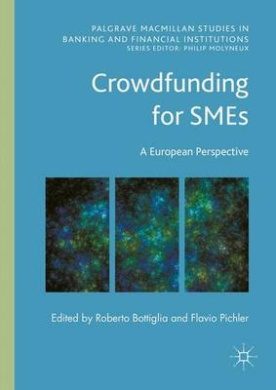 PALGRAVE MACMILLAN STUDIES IN
BANKING AND FINANCIAL INSTITUTIONS
SERIES EDITOR: PHILIP MOLYNEUX
Crowdfunding
for SMEs
A European Perspective
Edited by Roberto Bottiglia and Flavio Pichler